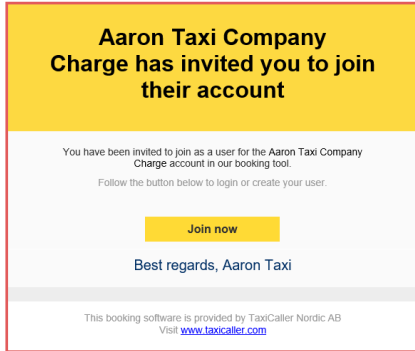 Aaron Taxi Company
Charge has invited you to join
their account
You have been invited to join as a user for the Aaron Taxi Company
Charge account in our booking tool.
Follow the button below to login or create your user.
Join now
Best regards, Aaron Taxi
This booking software is provided by TaxiCaller Nordic AB
Visit www.taxicaller.com